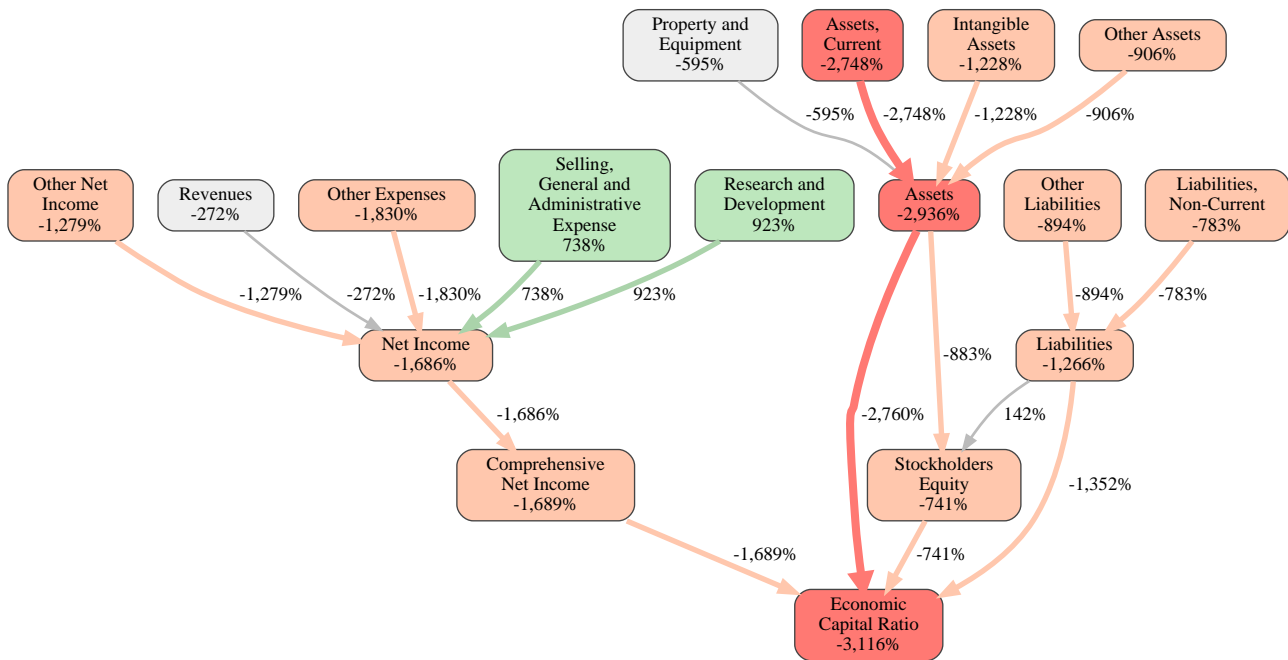 Property and
Equipment
-595%
Assets,
Current
-2,748%
Intangible
Assets
-1,228%
Other Assets
-906%
-595%
-2,748%
-1,228%
-906%
Other Net
Income
-1,279%
Revenues
-272%
Other Expenses
-1,830%
Selling,
General and
Administrative
Expense
738%
Research and
Development
923%
Assets
-2,936%
Other
Liabilities
-894%
Liabilities,
Non-Current
-783%
-1,279%
-272%
-1,830%
738%
923%
-894%
-783%
Net Income
-1,686%
-883%
Liabilities
-1,266%
-1,686%
-2,760%
142%
Comprehensive
Net Income
-1,689%
Stockholders
Equity
-741%
-1,352%
-1,689%
-741%
Economic
Capital Ratio
-3,116%